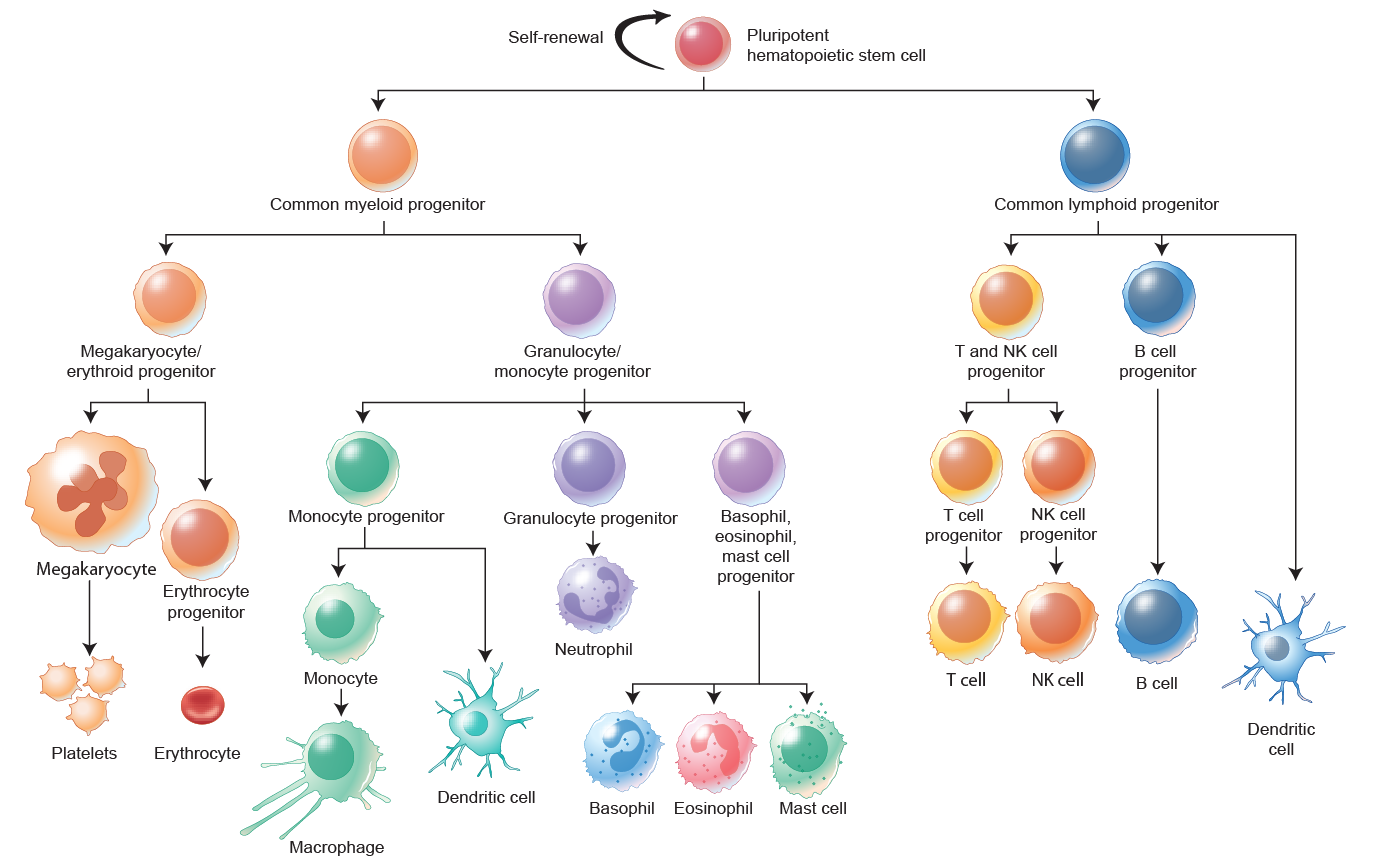 Self-renewal
Pluripotent
hematopoietic stem cell
Common myeloid progenitor
Common lymphoid progenitor
Megakaryocyte/
erythroid progenitor
Granulocyte/
monocyte progenitor
T and NK cell
progenitor
B cell
progenitor
Megakaryocyte
Erythrocyte
progenitor
Monocyte progenitor
Granulocyte progenitor
Basophil,
eosinophil,
mast cell
progenitor
T cell
progenitor
NK cell
progenitor
Platelets
Erythrocyte
Monocyte
Macrophage
Dendritic cell
Neutrophil
Basophil
Eosinophil
Mast cell
T cell
NK cell
B cell
Dendritic
cell